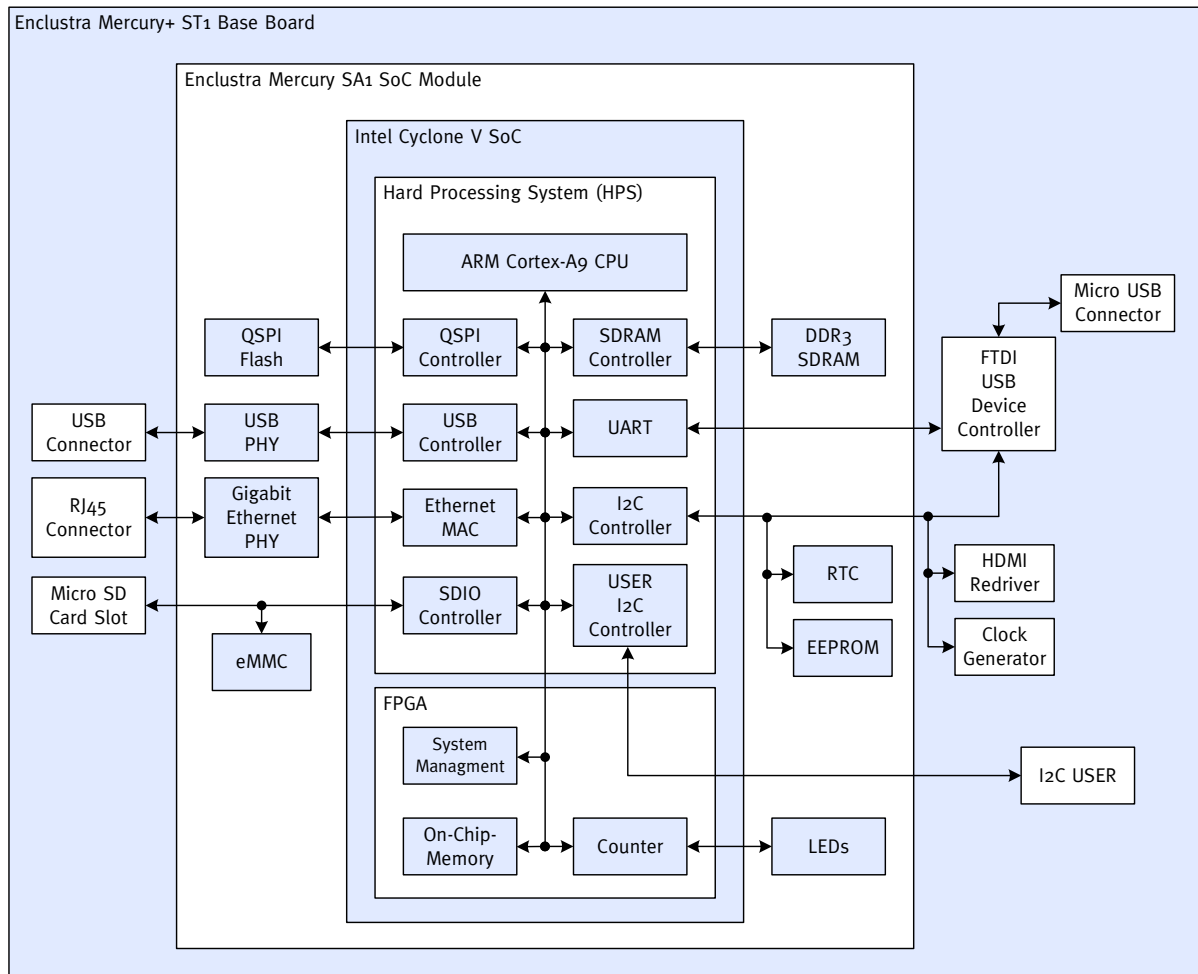 Enclustra Mercury+ ST1 Base Board
Enclustra Mercury SA1 SoC Module
Intel Cyclone V SoC
Hard Processing System (HPS)
ARM Cortex-A9 CPU
QSPI
Flash
QSPI
Controller
SDRAM
Controller
DDR3
SDRAM
Micro USB
Connector
FTDI
USB
Device
Controller
USB
Connector
USB
PHY
USB
Controller
UART
RJ45
Connector
Gigabit
Ethernet
PHY
Ethernet
MAC
I2C
Controller
RTC
HDMI
Redriver
Micro SD
Card Slot
eMMC
SDIO
Controller
USER
I2C
Controller
EEPROM
Clock
Generator
FPGA
System
Managment
I2C USER
On-Chip-
Memory
Counter
LEDs